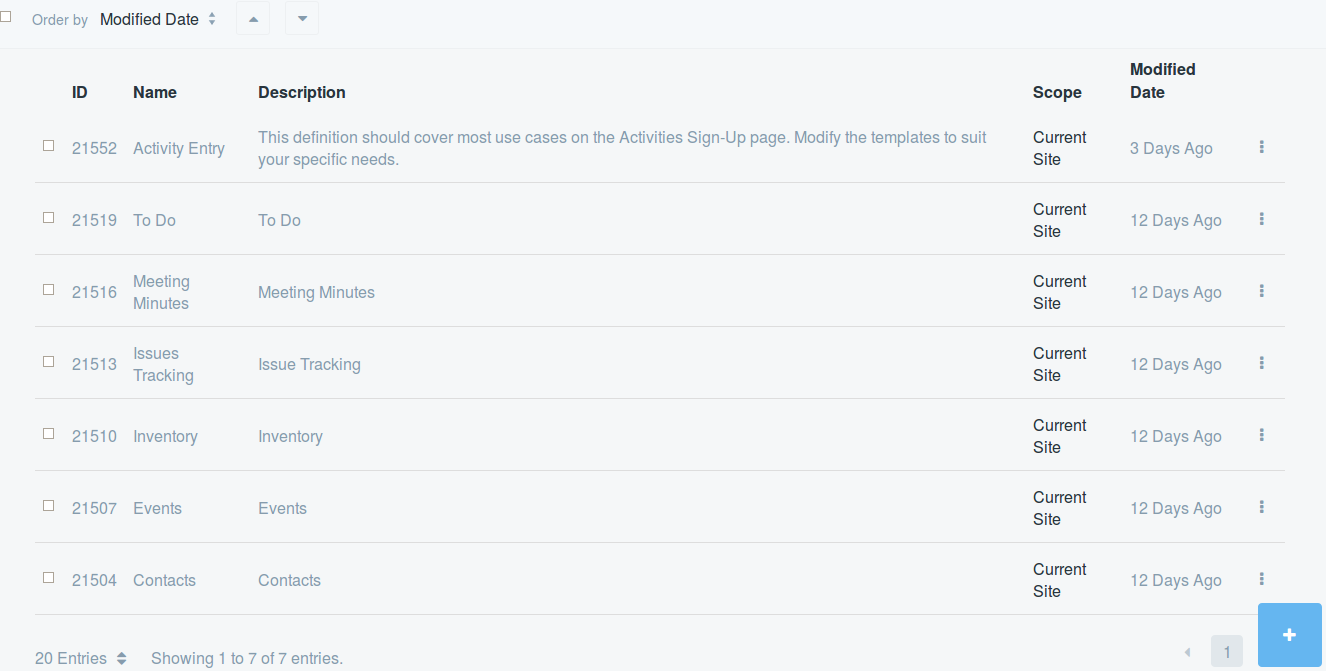 Order by Modified Date
Modified
ID Name Description Scope Date
This definition should cover most use cases on the Activities Sign-Up page. Modify the templates to suit Current
21552 Activity Entry 3 Days Ago
your specific needs. Site
Current
21519 To Do To Do 12 Days Ago
Site
Meeting Current
21516 Meeting Minutes 12 Days Ago
Minutes Site
Issues Current
21513 Issue Tracking 12 Days Ago
Tracking Site
Current
21510 Inventory Inventory 12 Days Ago
Site
Current
21507 Events Events 12 Days Ago
Site
Current
21504 Contacts Contacts 12 Days Ago
Site
20 Entries Showing 1 to 7 of 7 entries. 1